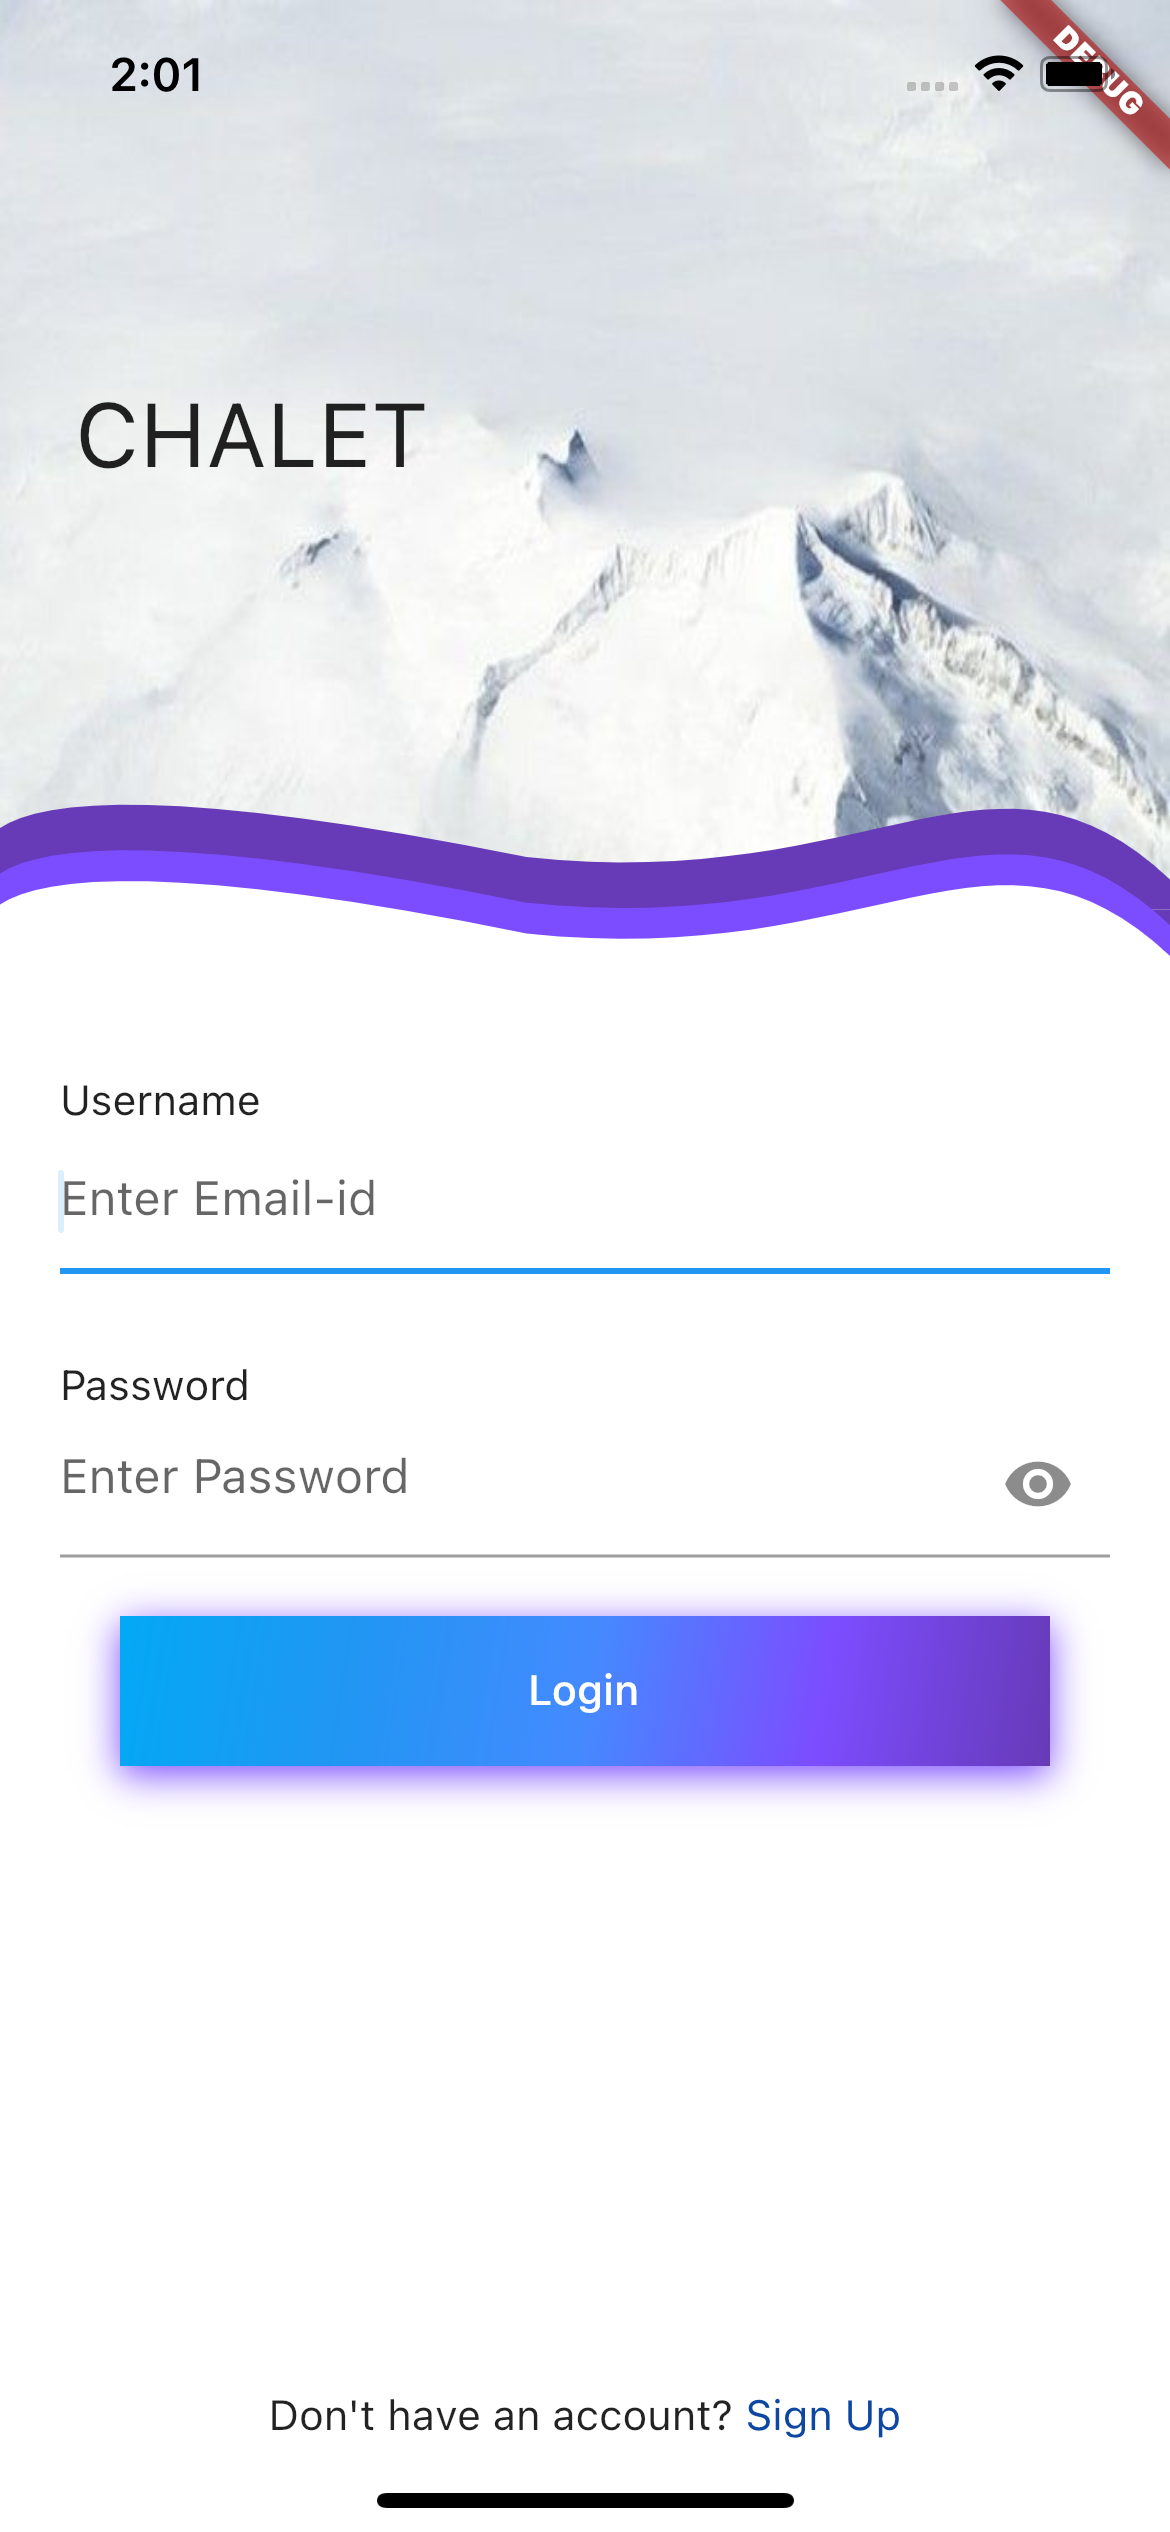 2:01
DEBUG
CHALET
Username
Enter Email-id
Password
Enter Password
Login
Don't have an account? Sign Up